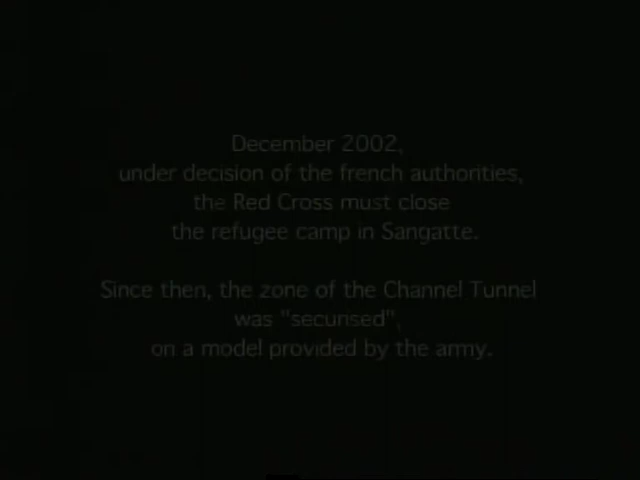 December 2002,
under decision of the french authorities,
the Red Cross must close
the refugee camp in Sangatte.
Since then, the zone of the Channel Tunnel
was "securised",
on a model provided by the army.